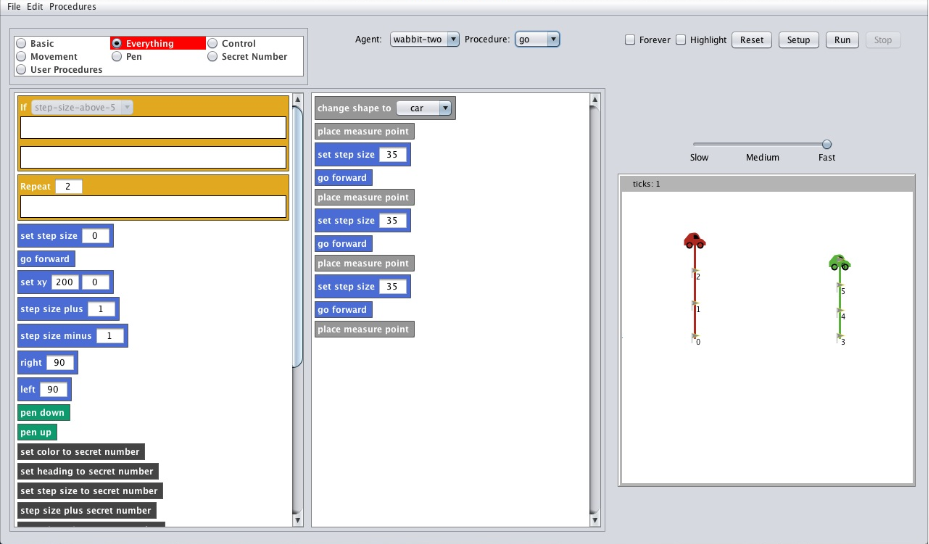 File Edit Procedures
Basic Everything Control
Movement Pen Secret Number
User Procedures
Agent: wabbit-two Procedure: go
Forever Highlight Reset Setup Run Stop
If step-size-above-5
Repeat 2
set step size 0
go forward
set xy 200 0
step size plus 1
step size minus 1
right 90
left 90
pen down
pen up
set color to secret number
set heading to secret number
set step size to secret number
step size plus secret number
change shape to car
place measure point
set step size 35
go forward
place measure point
set step size 35
go forward
place measure point
set step size 35
go forward
place measure point
Slow Medium Fast
ticks: 1
2
1
0
5
4
3